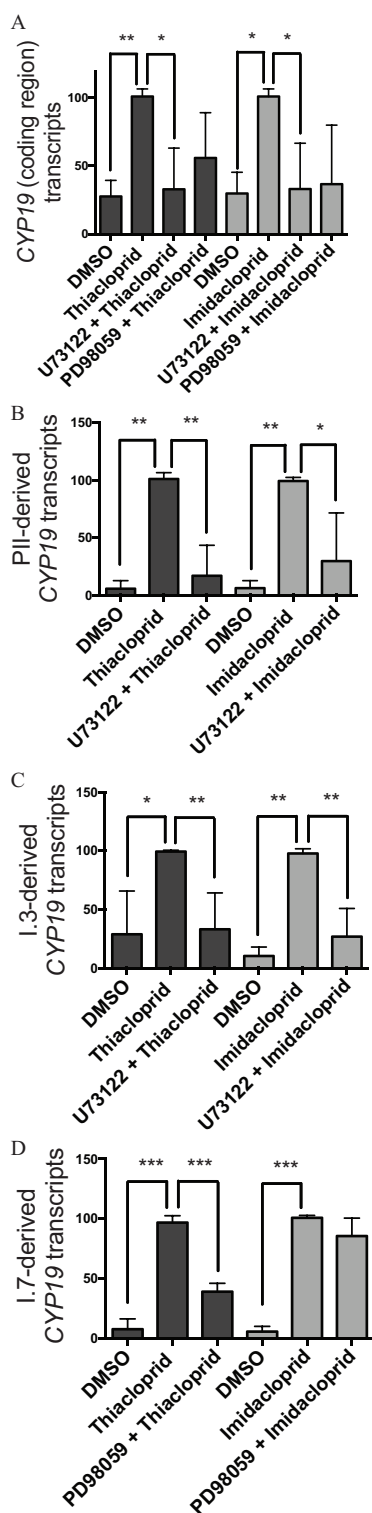 A
** * * *
CYP19 (coding region)
transcripts
100
50
0
DMSO
Thiacloprid
U73122 + Thiacloprid
PD98059 + Thiacloprid
DMSO
Imidacloprid
U73122 + Imidacloprid
PD98059 + Imidacloprid
B
PII-derived
CYP19 transcripts
150
** ** ** *
100
50
0
DMSO
Thiacloprid
U73122 + Thiacloprid
DMSO
Imidacloprid
U73122 + Imidacloprid
C
I.3-derived
CYP19 transcripts
150
* ** ** **
100
50
0
DMSO
Thiacloprid
U73122 + Thiacloprid
DMSO
Imidacloprid
U73122 + Imidacloprid
D
I.7-derived
CYP19 transcripts
150
*** *** ***
100
50
0
DMSO
Thiacloprid
PD98059 + Thiacloprid
DMSO
Imidacloprid
PD98059 + Imidacloprid